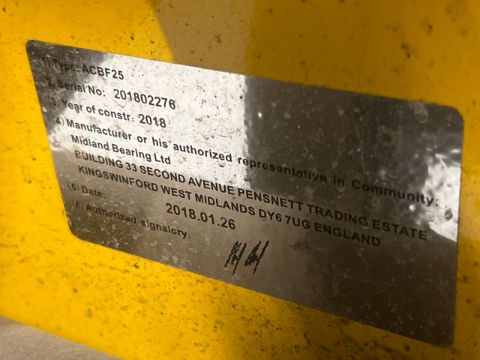 (1) Type: ACBF25
(2) Serial No: 201802276
(3) Year of constr: 2018
(4) Manufacturer or his authorized representative in Community:
Midland Bearing Ltd
BUILDING 33 SECOND AVENUE PENSNETT TRADING ESTATE
KINGSWINFORD WEST MIDLANDS DY6 7UG ENGLAND
(5) Date: 2018.01.26
(6) Authorized signalcry: